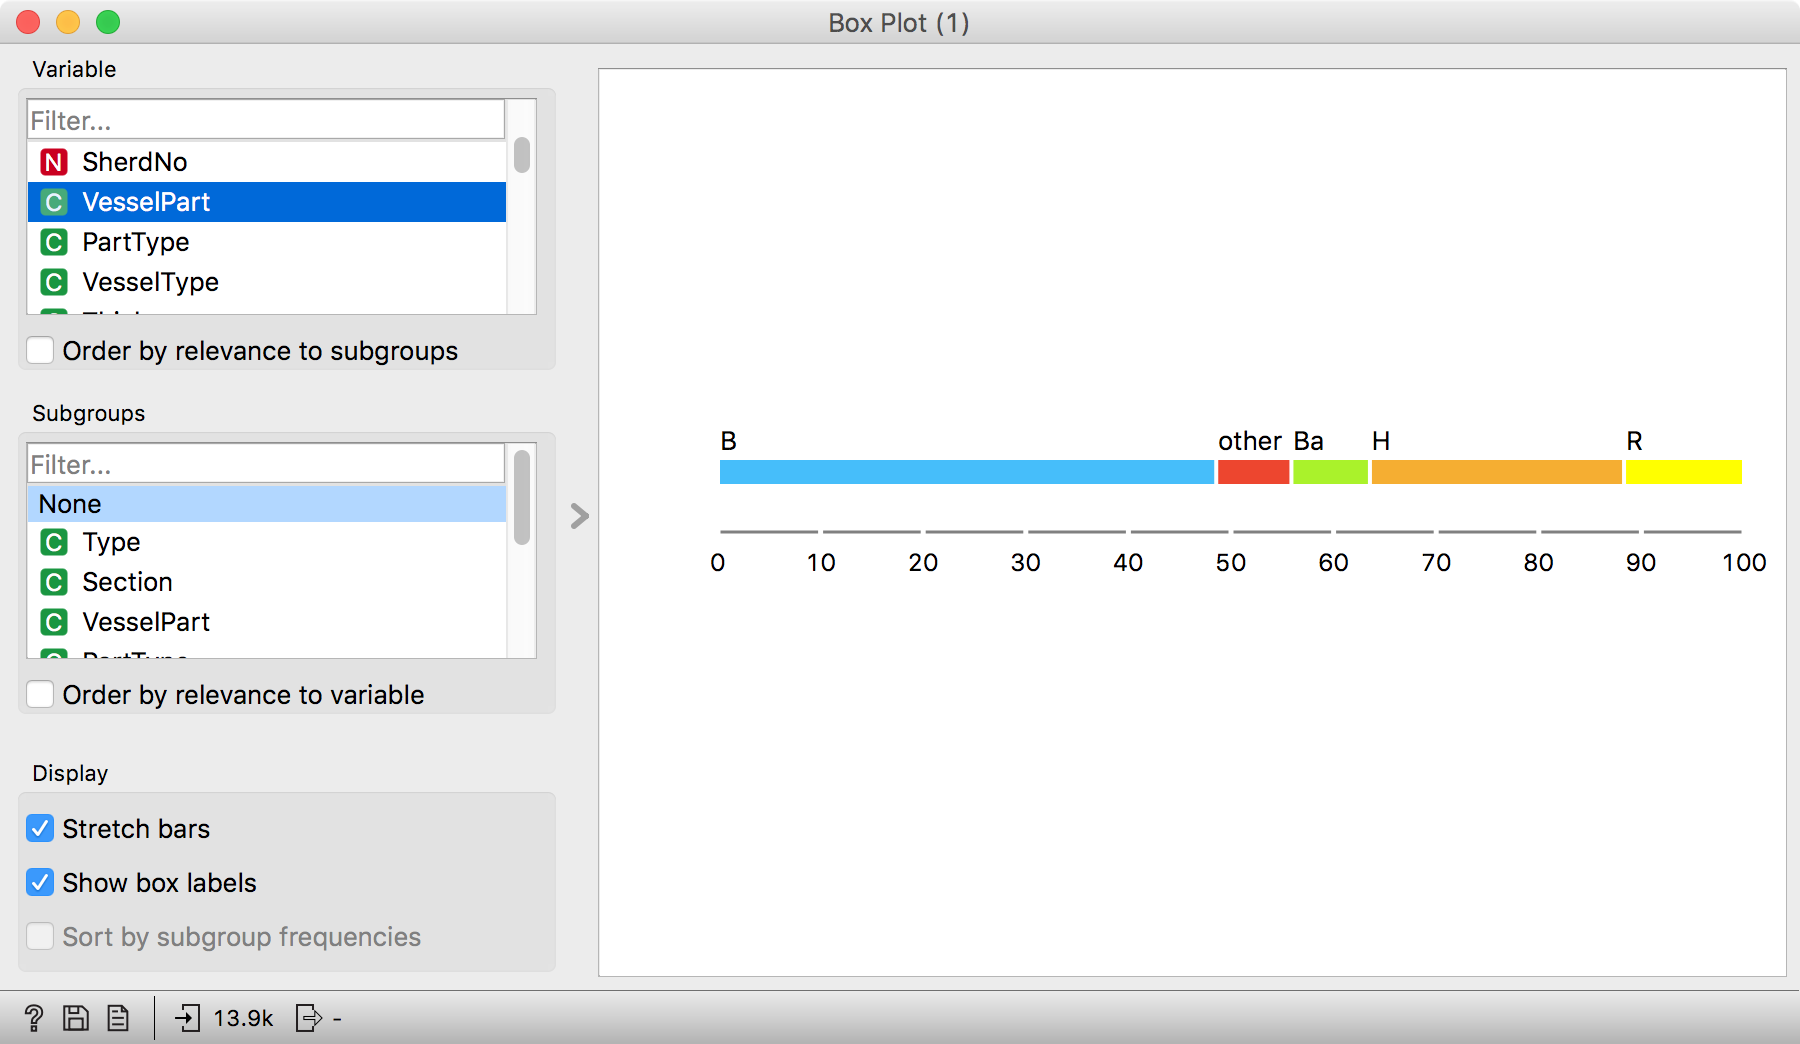 Box Plot (1)
Variable
Filter...
N SherdNo
C VesselPart
C PartType
C VesselType
Order by relevance to subgroups
Subgroups
Filter...
None
C Type
C Section
C VesselPart
C PartType
Order by relevance to variable
Display
Stretch bars
Show box labels
Sort by subgroup frequencies
B other Ba H R
0 10 20 30 40 50 60 70 80 90 100
? 13.9k -